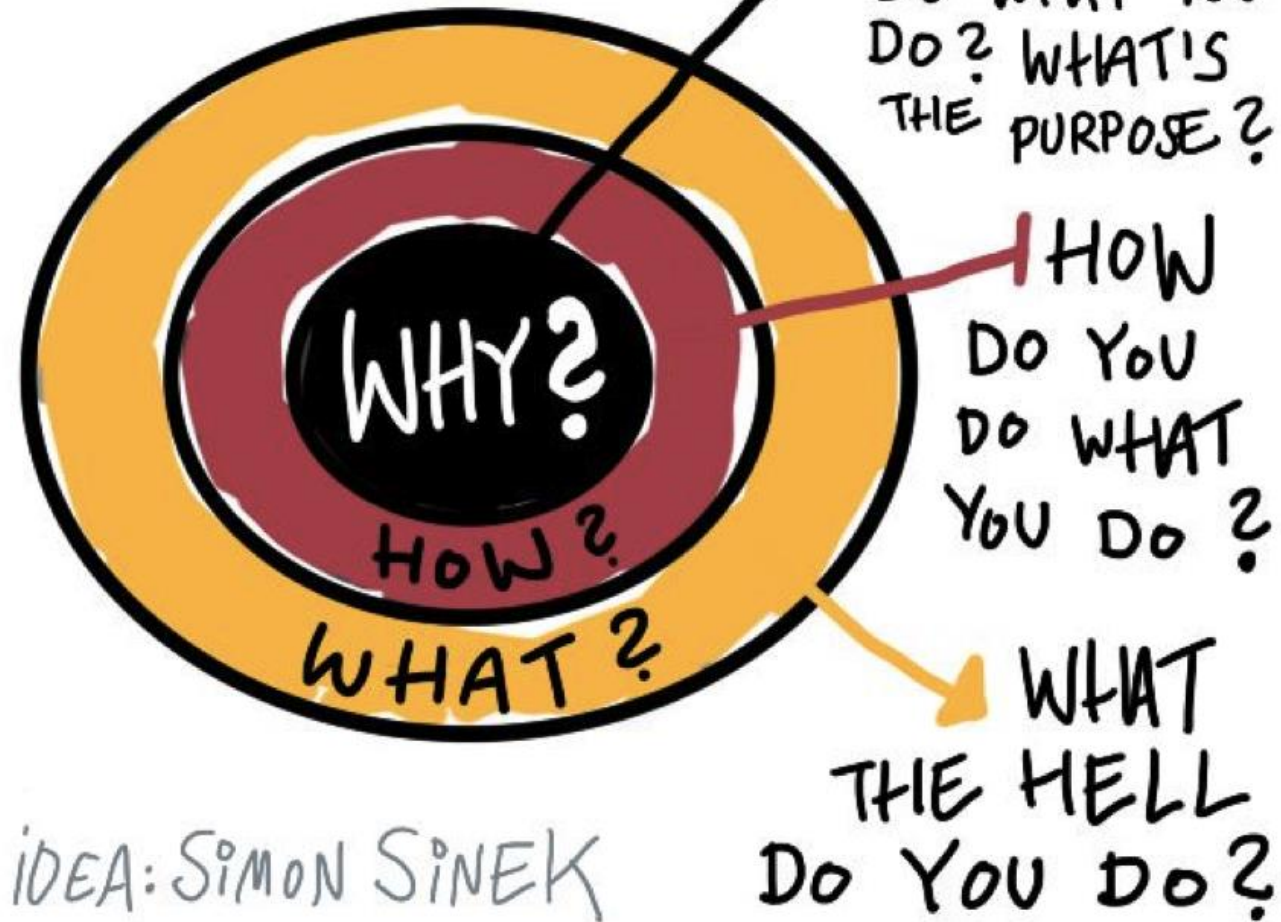 DO? WHAT'S
THE PURPOSE?
HOW
DO YOU
DO WHAT
YOU DO?
WHAT
THE HELL
DO YOU DO?
WHY?
HOW?
WHAT?
iDEA: SiMON SiNEK